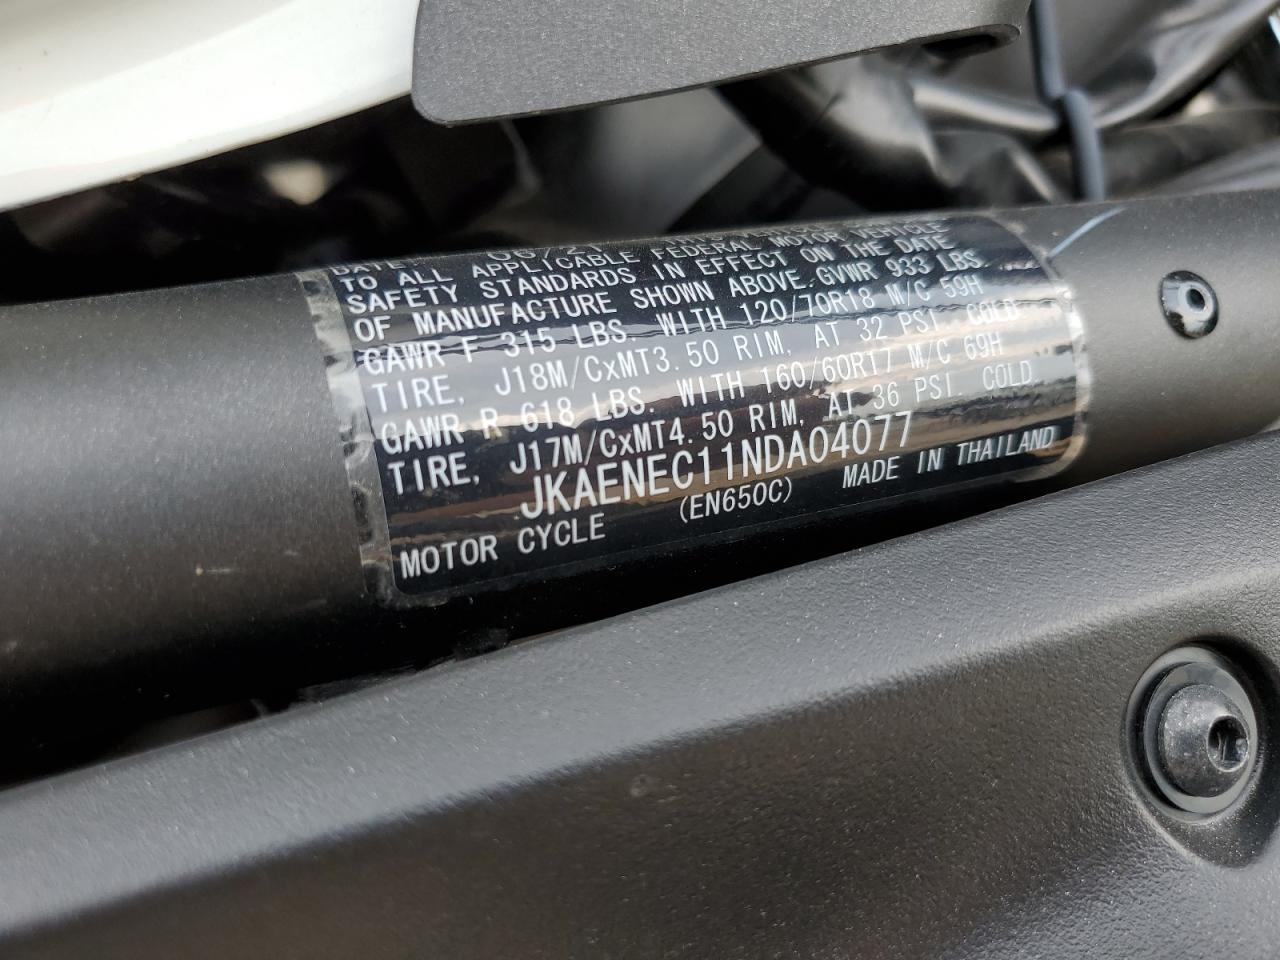 DATE: 06/21
TO ALL APPLICABLE FEDERAL MOTOR VEHICLE
SAFETY STANDARDS IN EFFECT ON THE DATE
OF MANUFACTURE SHOWN ABOVE. GVWR 933 LBS
GAWR F 315 LBS. WITH 120/70R18 M/C 59H
TIRE, J18M/CxMT3.50 RIM, AT 32 PSI COLD.
GAWR R 618 LBS. WITH 160/60R17 M/C 69H
TIRE, J17M/CxMT4.50 RIM, AT 36 PSI COLD.
JKAENEC11NDA04077
MOTOR CYCLE (EN650C) MADE IN THAILAND